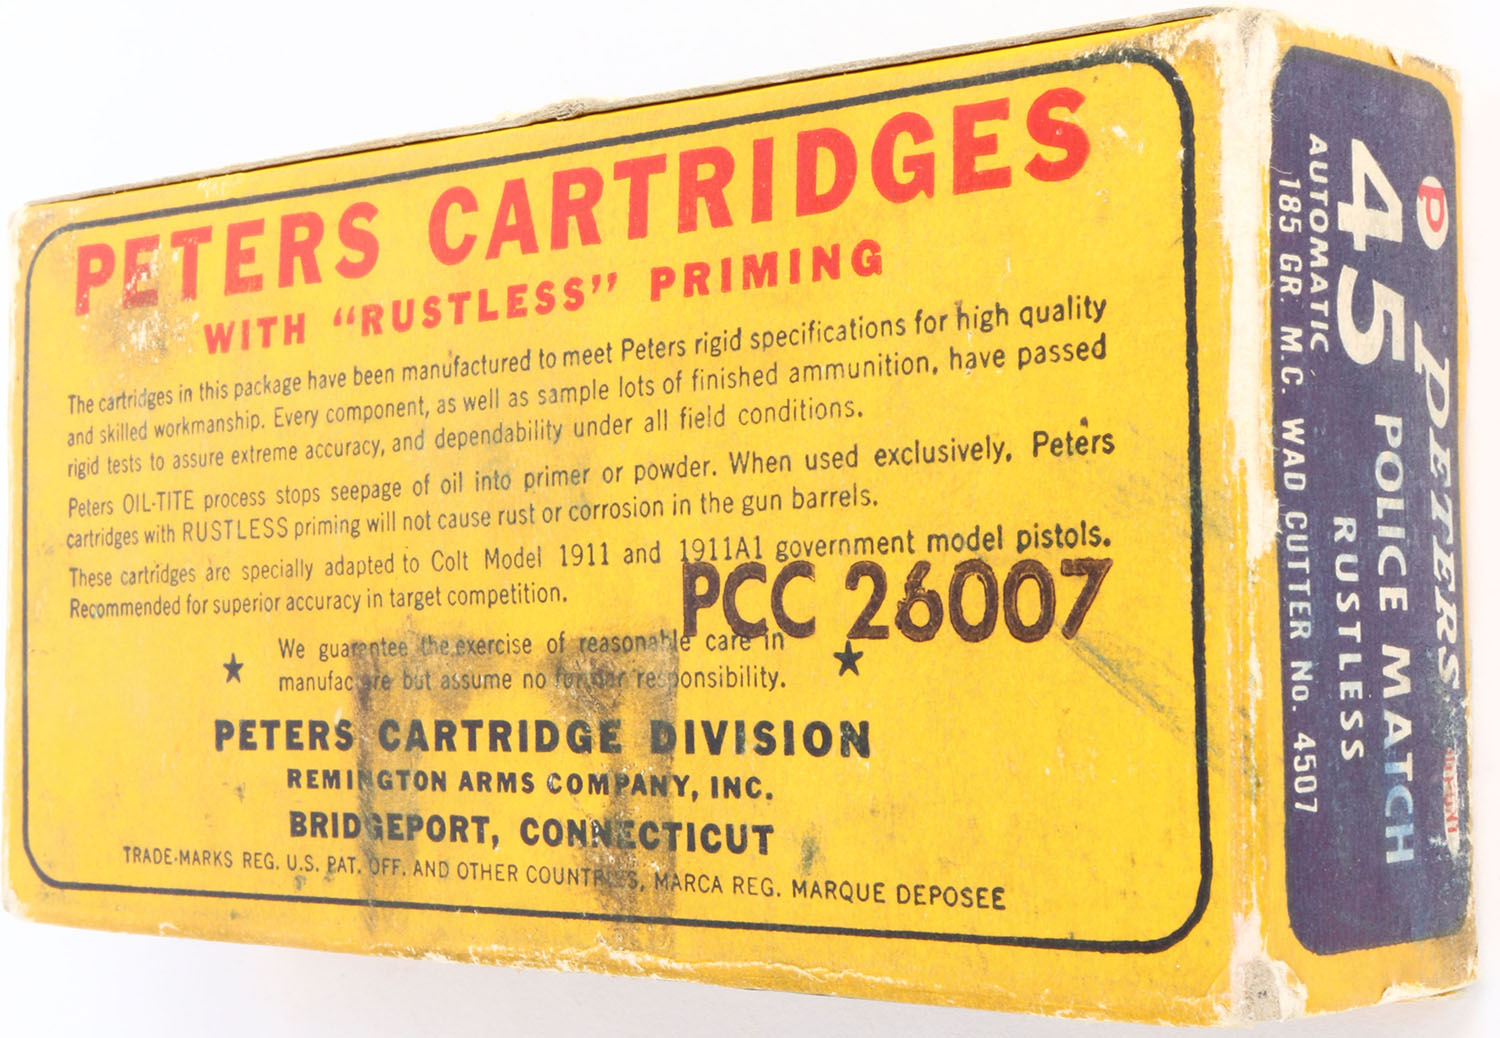 PETERS CARTRIDGES
WITH “RUSTLESS” PRIMING
The cartridges in this package have been manufactured to meet Peters rigid specifications for high quality
and skilled workmanship. Every component, as well as sample lots of finished ammunition, have passed
rigid tests to assure extreme accuracy, and dependability under all field conditions.
Peters OIL-TITE process stops seepage of oil into primer or powder. When used exclusively, Peters
cartridges with RUSTLESS priming will not cause rust or corrosion in the gun barrels.
These cartridges are specially adapted to Colt Model 1911 and 1911A1 government model pistols.
Recommended for superior accuracy in target competition.
PCC 26007
We guarantee the exercise of reasonable care in
manufacture but assume no further responsibility.
PETERS CARTRIDGE DIVISION
REMINGTON ARMS COMPANY, INC.
BRIDGEPORT, CONNECTICUT
TRADE-MARKS REG. U.S. PAT. OFF. AND OTHER COUNTRIES, MARCA REG. MARQUE DEPOSEE
P PETERS DUPONT
45 POLICE MATCH
AUTOMATIC RUSTLESS
185 GR. M.C. WAD CUTTER No. 4507